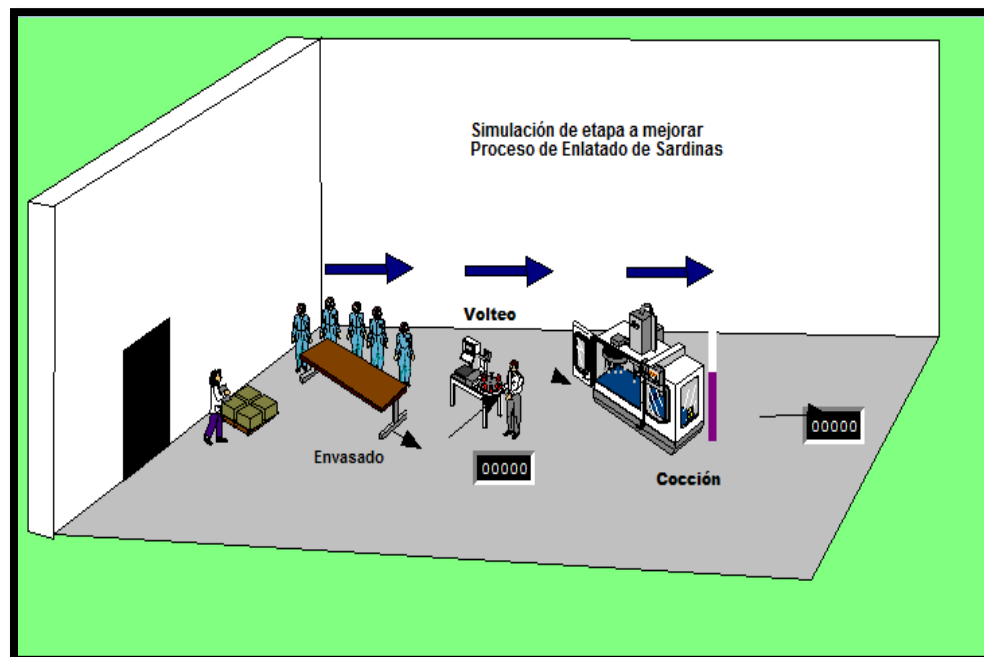 Simulación de etapa a mejorar
Proceso de Enlatado de Sardinas
Volteo
Envasado
00000
Cocción
00000